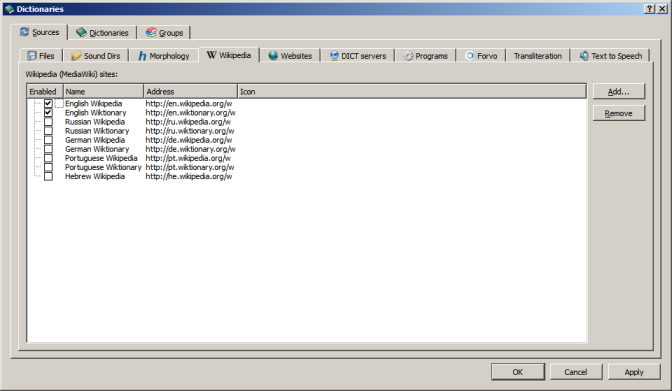 Dictionaries
Sources Dictionaries Groups
Files Sound Dirs Morphology Wikipedia Websites DICT servers Programs Forvo Transliteration Text to Speech
Wikipedia (MediaWiki) sites:
Enabled Name Address Icon
English Wikipedia http://en.wikipedia.org/w
English Wiktionary http://en.wiktionary.org/w
Russian Wikipedia http://ru.wikipedia.org/w
Russian Wiktionary http://ru.wiktionary.org/w
German Wikipedia http://de.wikipedia.org/w
German Wiktionary http://de.wiktionary.org/w
Portuguese Wikipedia http://pt.wikipedia.org/w
Portuguese Wiktionary http://pt.wiktionary.org/w
Hebrew Wikipedia http://he.wikipedia.org/w
Add...
Remove
OK Cancel Apply